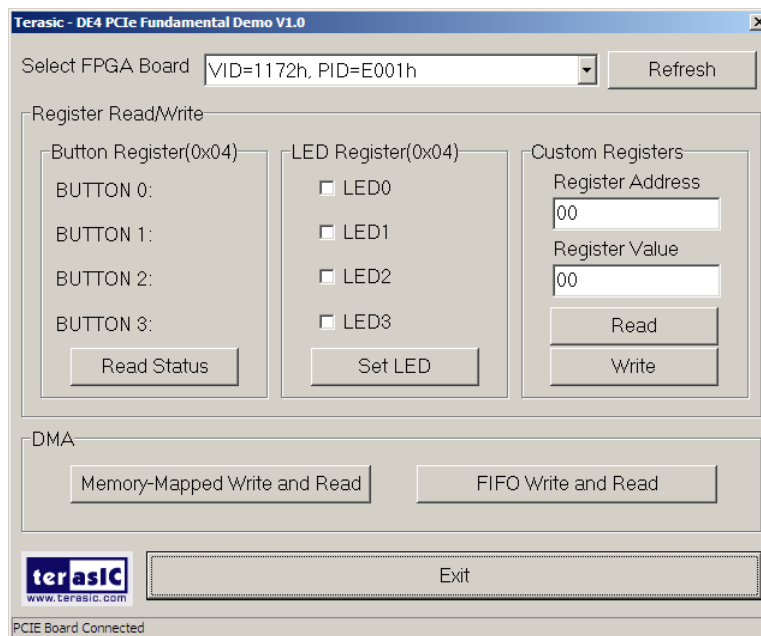 Terasic - DE4 PCIe Fundamental Demo V1.0
Select FPGA Board VID=1172h, PID=E001h Refresh
Register Read/Write
Button Register(0x04)
BUTTON 0:
BUTTON 1:
BUTTON 2:
BUTTON 3:
Read Status
LED Register(0x04)
LED0
LED1
LED2
LED3
Set LED
Custom Registers
Register Address
00
Register Value
00
Read
Write
DMA
Memory-Mapped Write and Read FIFO Write and Read
terasIC
www.terasic.com
Exit
PCIE Board Connected